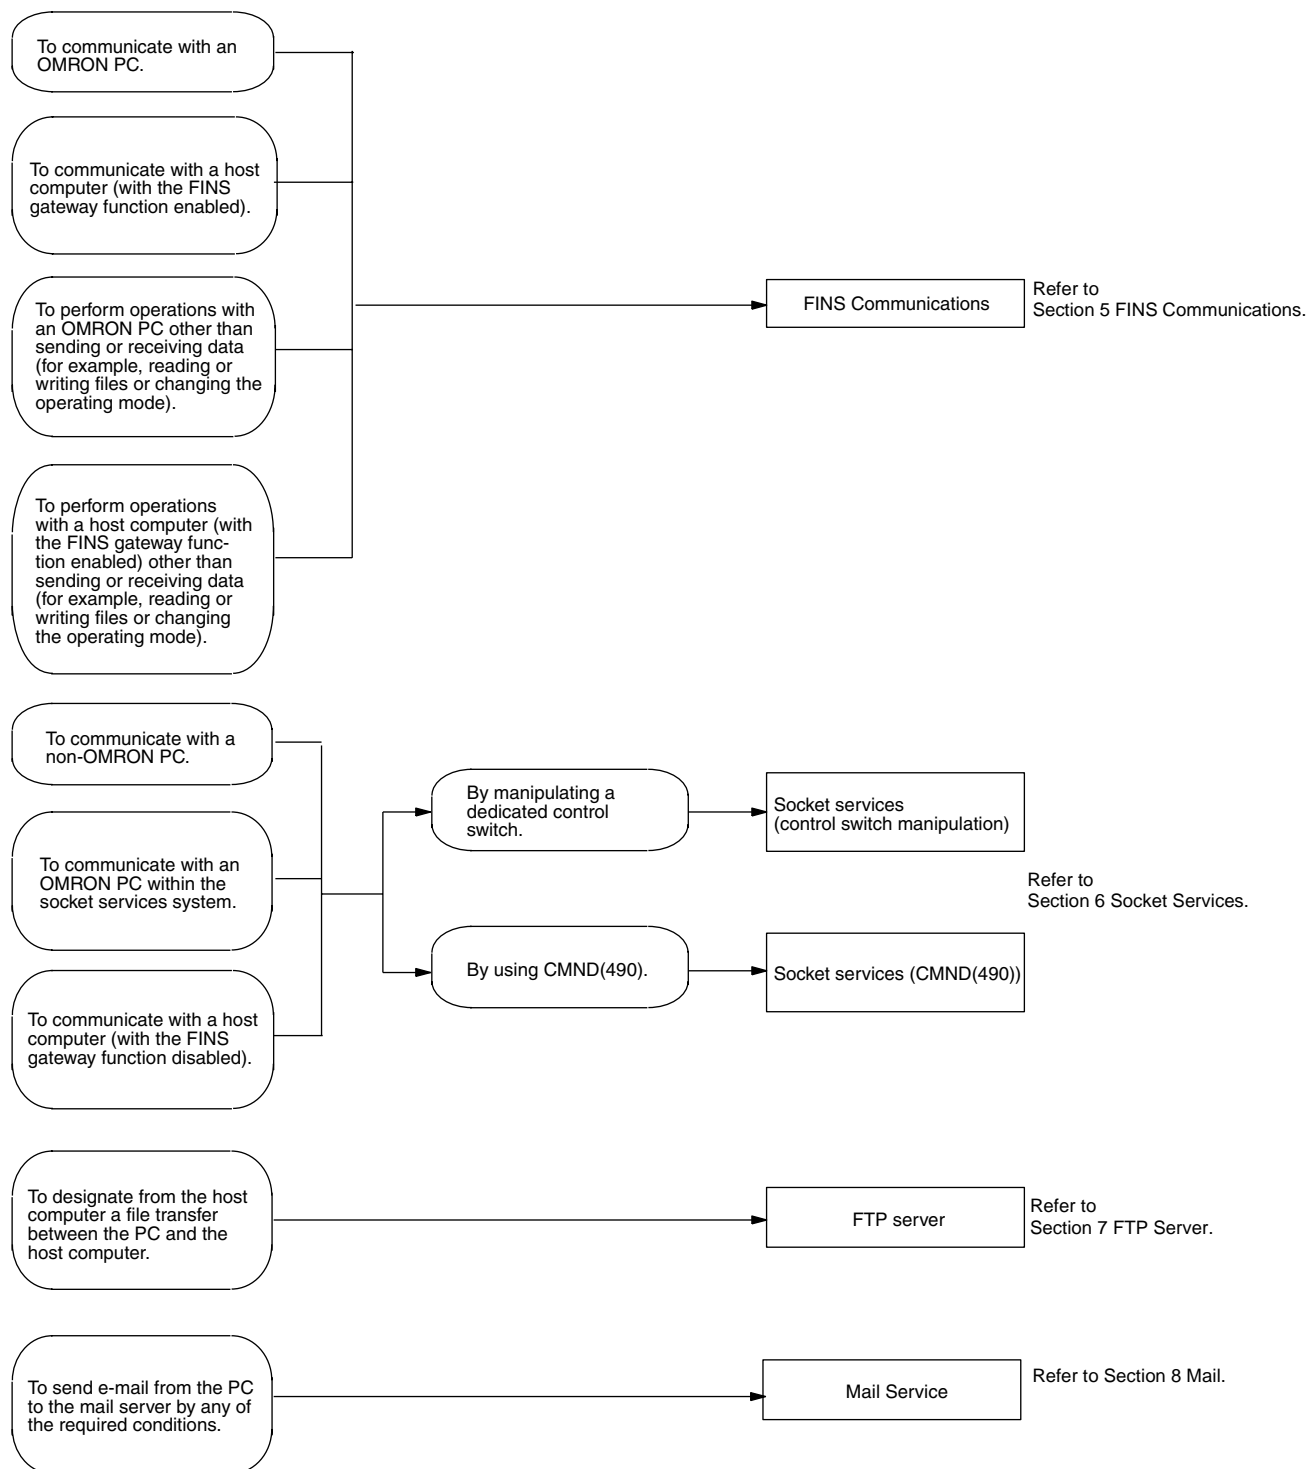 To communicate with an
OMRON PC.
To communicate with a host
computer (with the FINS
gateway function enabled).
To perform operations with
an OMRON PC other than
sending or receiving data
(for example, reading or
writing files or changing the
operating mode).
To perform operations
with a host computer (with
the FINS gateway func-
tion enabled) other than
sending or receiving data
(for example, reading or
writing files or changing
the operating mode).
FINS Communications
Refer to
Section 5 FINS Communications.
To communicate with a
non-OMRON PC.
To communicate with an
OMRON PC within the
socket services system.
To communicate with a host
computer (with the FINS
gateway function disabled).
By manipulating a
dedicated control
switch.
Socket services
(control switch manipulation)
By using CMND(490).
Socket services (CMND(490))
Refer to
Section 6 Socket Services.
To designate from the host
computer a file transfer
between the PC and the
host computer.
FTP server
Refer to
Section 7 FTP Server.
To send e-mail from the PC
to the mail server by any of
the required conditions.
Mail Service
Refer to Section 8 Mail.